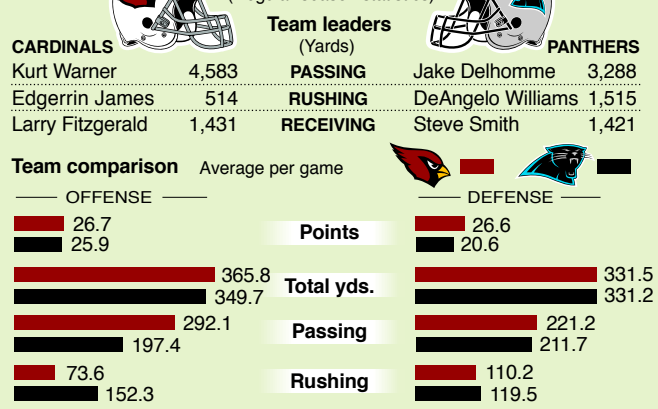 Team leaders
(Yards)
CARDINALS PANTHERS
Kurt Warner 4,583 PASSING Jake Delhomme 3,288
Edgerrin James 514 RUSHING DeAngelo Williams 1,515
Larry Fitzgerald 1,431 RECEIVING Steve Smith 1,421
Team comparison Average per game
OFFENSE DEFENSE
26.7 Points 26.6
25.9 20.6
365.8 Total yds. 331.5
349.7 331.2
292.1 Passing 221.2
197.4 211.7
73.6 Rushing 110.2
152.3 119.5